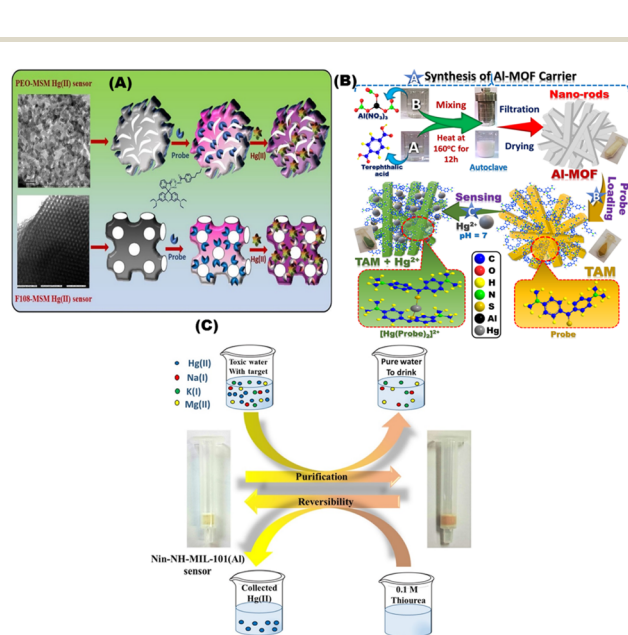 (A)
PEO-MSM Hg(II) sensor
Probe
Hg(II)
Probe
Hg(II)
F108-MSM Hg(II) sensor
(B)
A Synthesis of Al-MOF Carrier
Al(NO₃)₃
B
Mixing
Filtration
Nano-rods
A
Heat at
160°C for
12h
Drying
Terephthalic
acid
Autoclave
Al-MOF
Probe
Loading
B
Sensing
Hg²⁺
pH = 7
TAM + Hg²⁺
TAM
C
O
H
N
S
Al
Hg
[Hg(Probe)₂]²⁺
Probe
(C)
Hg(II)
Na(I)
K(I)
Mg(II)
Toxic water
With target
Pure water
To drink
Purification
Reversibility
Nin-NH-MIL-101(Al)
sensor
Collected
Hg(II)
0.1 M
Thiourea